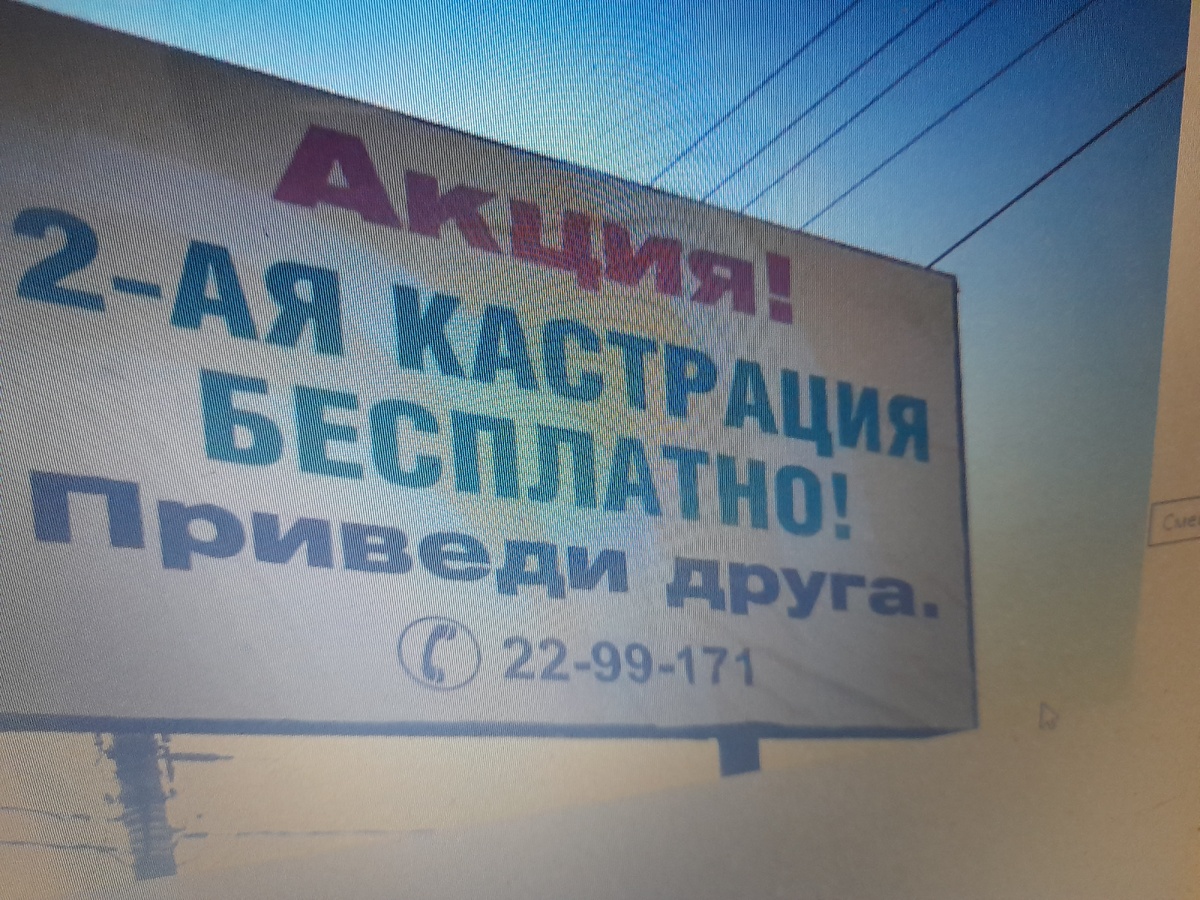 Акция!
2-АЯ КАСТРАЦИЯ
БЕСПЛАТНО!
Приведи друга.
22-99-171